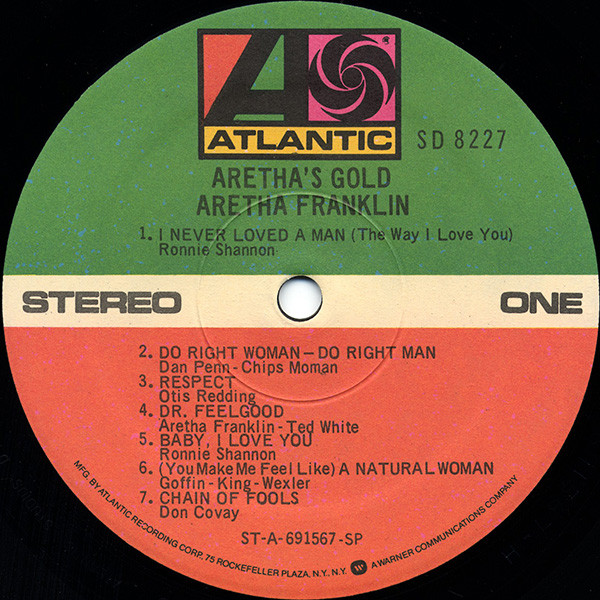 ATLANTIC
SD 8227
ARETHA'S GOLD
ARETHA FRANKLIN
1. I NEVER LOVED A MAN (The Way I Love You)
Ronnie Shannon
STEREO
ONE
2. DO RIGHT WOMAN – DO RIGHT MAN
Dan Penn - Chips Moman
3. RESPECT
Otis Redding
4. DR. FEELGOOD
Aretha Franklin - Ted White
5. BABY, I LOVE YOU
Ronnie Shannon
6. (You Make Me Feel Like) A NATURAL WOMAN
Goffin - King - Wexler
7. CHAIN OF FOOLS
Don Covay
ST-A-691567-SP
MFG. BY ATLANTIC RECORDING CORP. 75 ROCKEFELLER PLAZA, N.Y., N.Y. A WARNER COMMUNICATIONS COMPANY